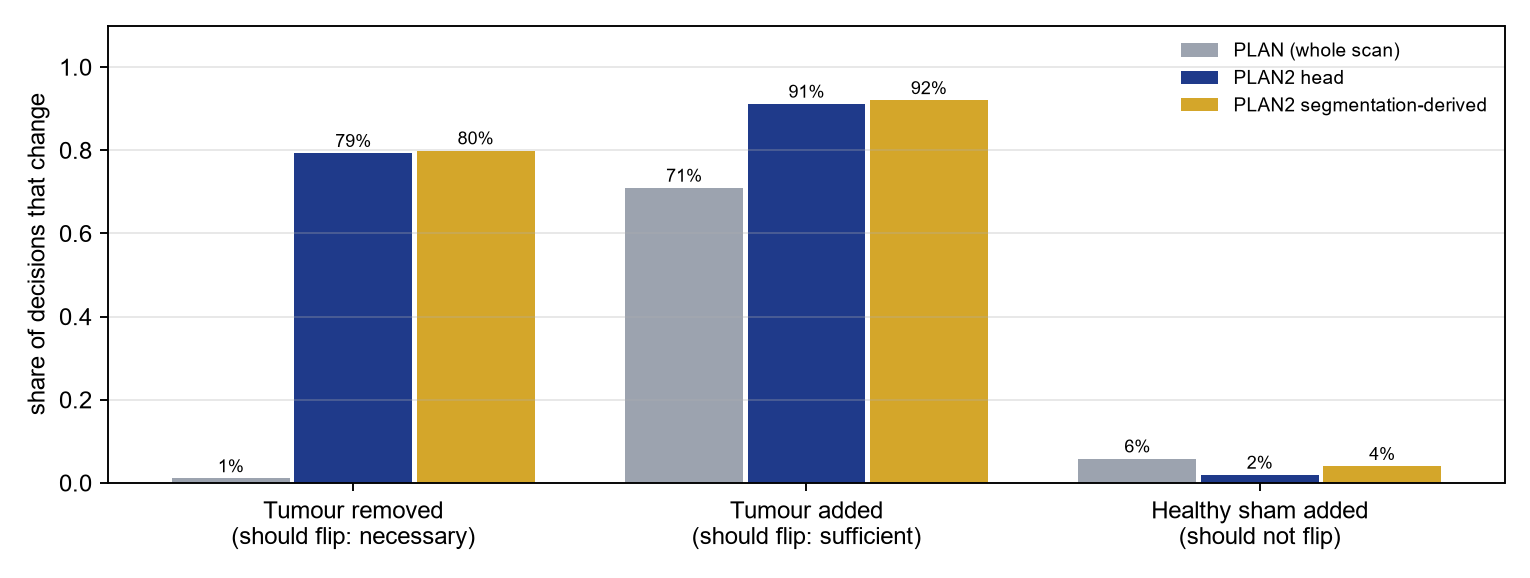 PLAN (whole scan)
PLAN2 head
PLAN2 segmentation-derived
share of decisions that change
1.0
0.8
0.6
0.4
0.2
0.0
1%
79%
80%
71%
91%
92%
6%
2%
4%
Tumour removed
(should flip: necessary)
Tumour added
(should flip: sufficient)
Healthy sham added
(should not flip)